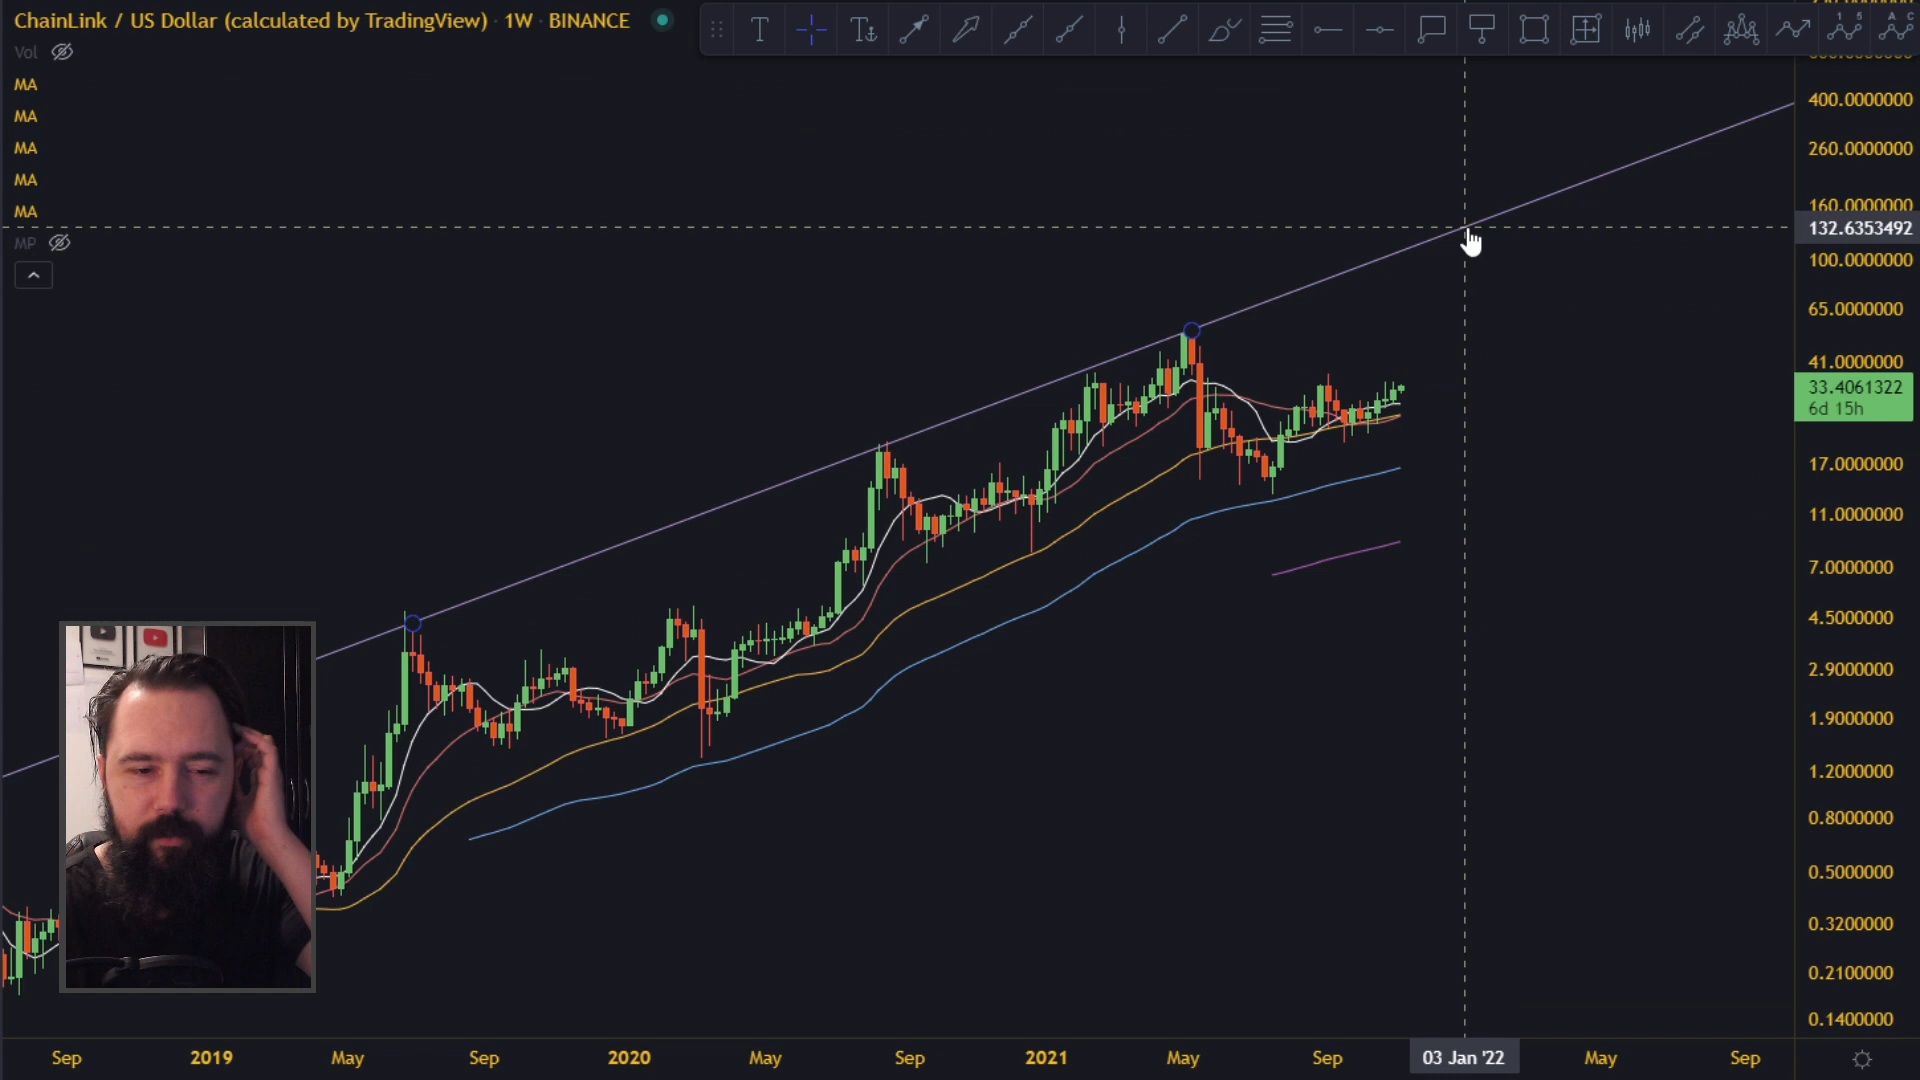 ChainLink / US Dollar (calculated by TradingView) · 1W · BINANCE
Vol
MA
MA
MA
MA
MA
MP
400.0000000
260.0000000
160.0000000
132.6353492
100.0000000
65.0000000
41.0000000
33.4061322
6d 15h
17.0000000
11.0000000
7.0000000
4.5000000
2.9000000
1.9000000
1.2000000
0.8000000
0.5000000
0.3200000
0.2100000
0.1400000
Sep
2019
May
Sep
2020
May
Sep
2021
May
Sep
03 Jan '22
May
Sep